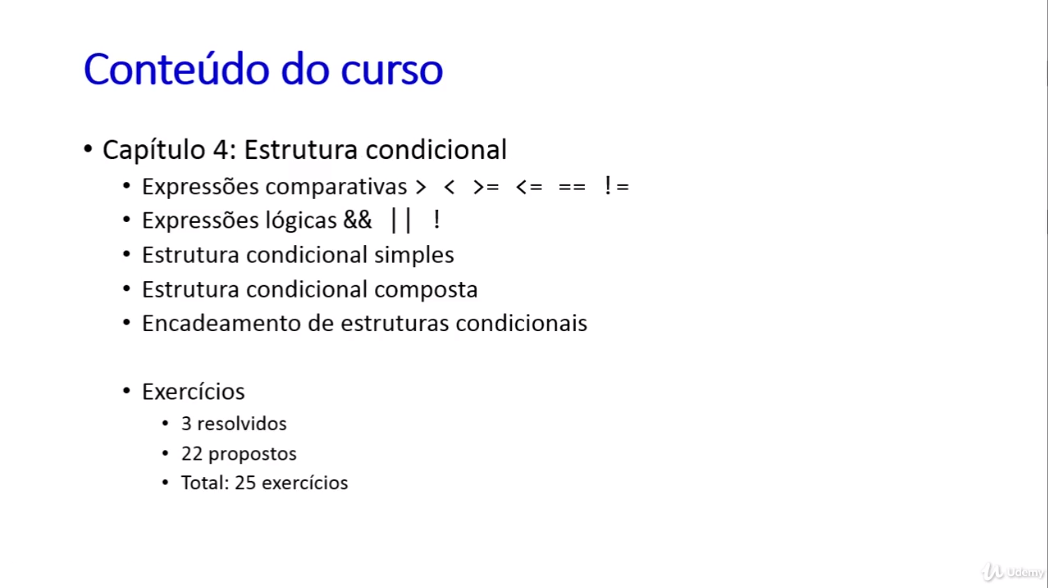 Conteúdo do curso
• Capítulo 4: Estrutura condicional
• Expressões comparativas > < >= <= == !=
• Expressões lógicas && || !
• Estrutura condicional simples
• Estrutura condicional composta
• Encadeamento de estruturas condicionais
• Exercícios
• 3 resolvidos
• 22 propostos
• Total: 25 exercícios
Udemy